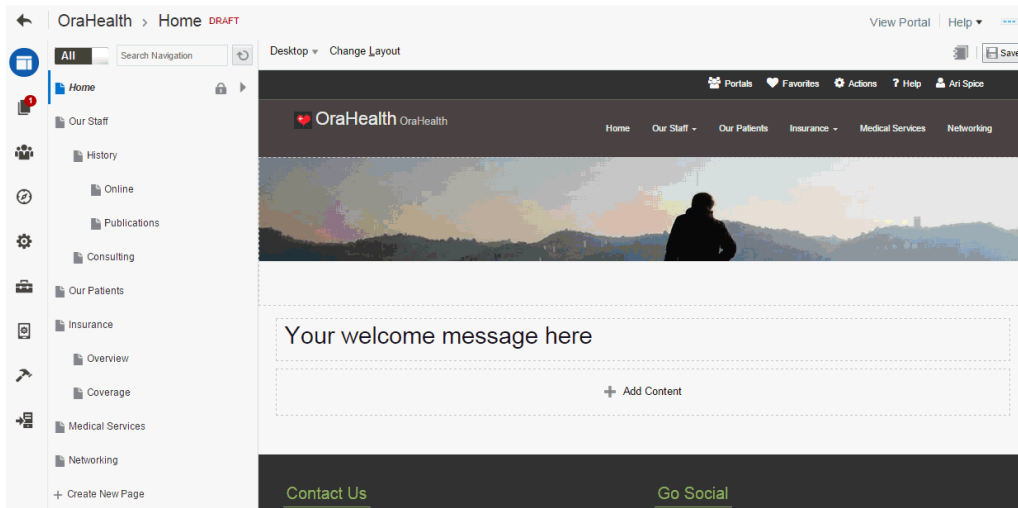 OraHealth > Home DRAFT
View Portal Help
All Search Navigation
Desktop Change Layout
Save
1
Home
Our Staff
History
Online
Publications
Consulting
Our Patients
Insurance
Overview
Coverage
Medical Services
Networking
+ Create New Page
Portals Favorites Actions ? Help Ari Spice
OraHealth OraHealth
Home Our Staff Our Patients Insurance Medical Services Networking
Your welcome message here
+ Add Content
Contact Us Go Social